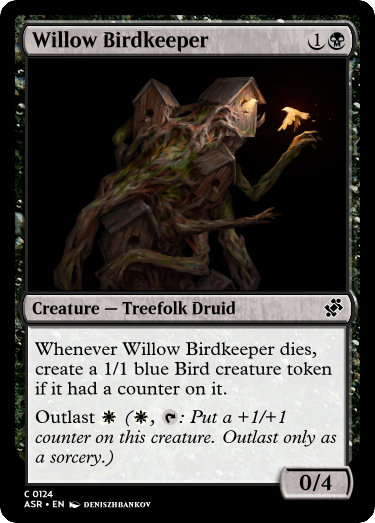 Willow Birdkeeper 1
Creature — Treefolk Druid
Whenever Willow Birdkeeper dies,
create a 1/1 blue Bird creature token
if it had a counter on it.
Outlast (, : Put a +1/+1
counter on this creature. Outlast only as
a sorcery.)
0/4
C 0124
ASR • EN DENISZHBANKOV